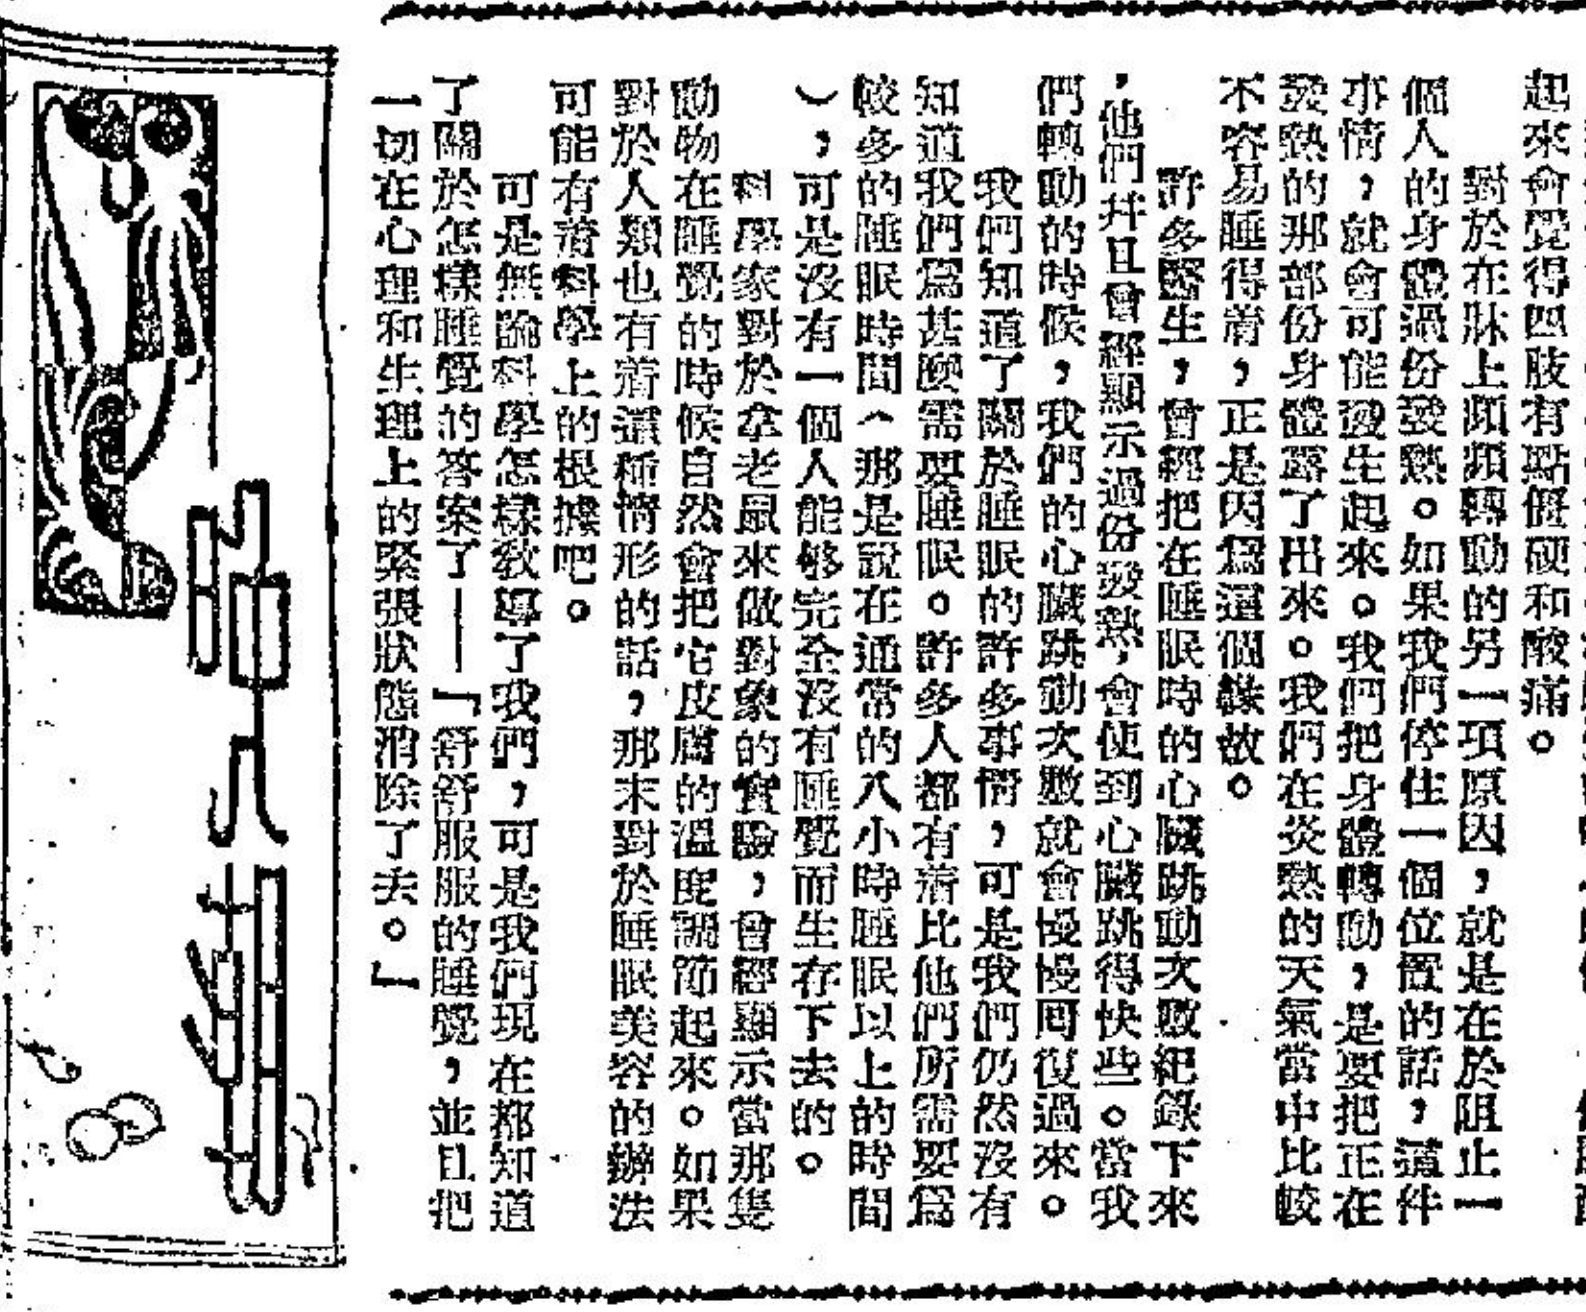 起來會覺得四肢有點僵硬和酸痛。
對於在牀上頻頻轉動的另一項原因，就是在於阻止一
個人的身體過份發熱。如果我們停住一個位置的話，這件
事情，就會可能發生起來。我們把身體轉動，是要把正在
發熱的那部份身體露了出來。我們在炎熱的天氣當中比較
不容易睡得着，正是因爲這個緣故。
許多醫生，會經把在睡眠時的心臟跳動次數紀錄下來
，他們幷且會經顯示過份發熱，會使到心臟跳得快些。當我
們轉動的時候，我們的心臟跳動次數就會慢慢囘復過來。
我們知道了關於睡眠的許多事情，可是我們仍然沒有
知道我們爲甚麽需要睡眠。許多人都有着比他們所需要爲
較多的睡眠時間（那是説在通常的八小時睡眠以上的時間
），可是沒有一個人能够完全沒有睡覺而生存下去的。
科學家對於拿老鼠來做對象的實驗，曾經顯示當那隻
動物在睡覺的時候自然會把它皮膚的溫度調節起來。如果
對於人類也有着這種情形的話，那末對於睡眠美容的辦法
可能有着科學上的根據吧。
可是無論科學怎樣敎導了我們，可是我們現在都知道
了關於怎樣睡覺的答案了——『舒舒服服的睡覺，並且把
一切在心理和生理上的緊張狀態消除了去。』